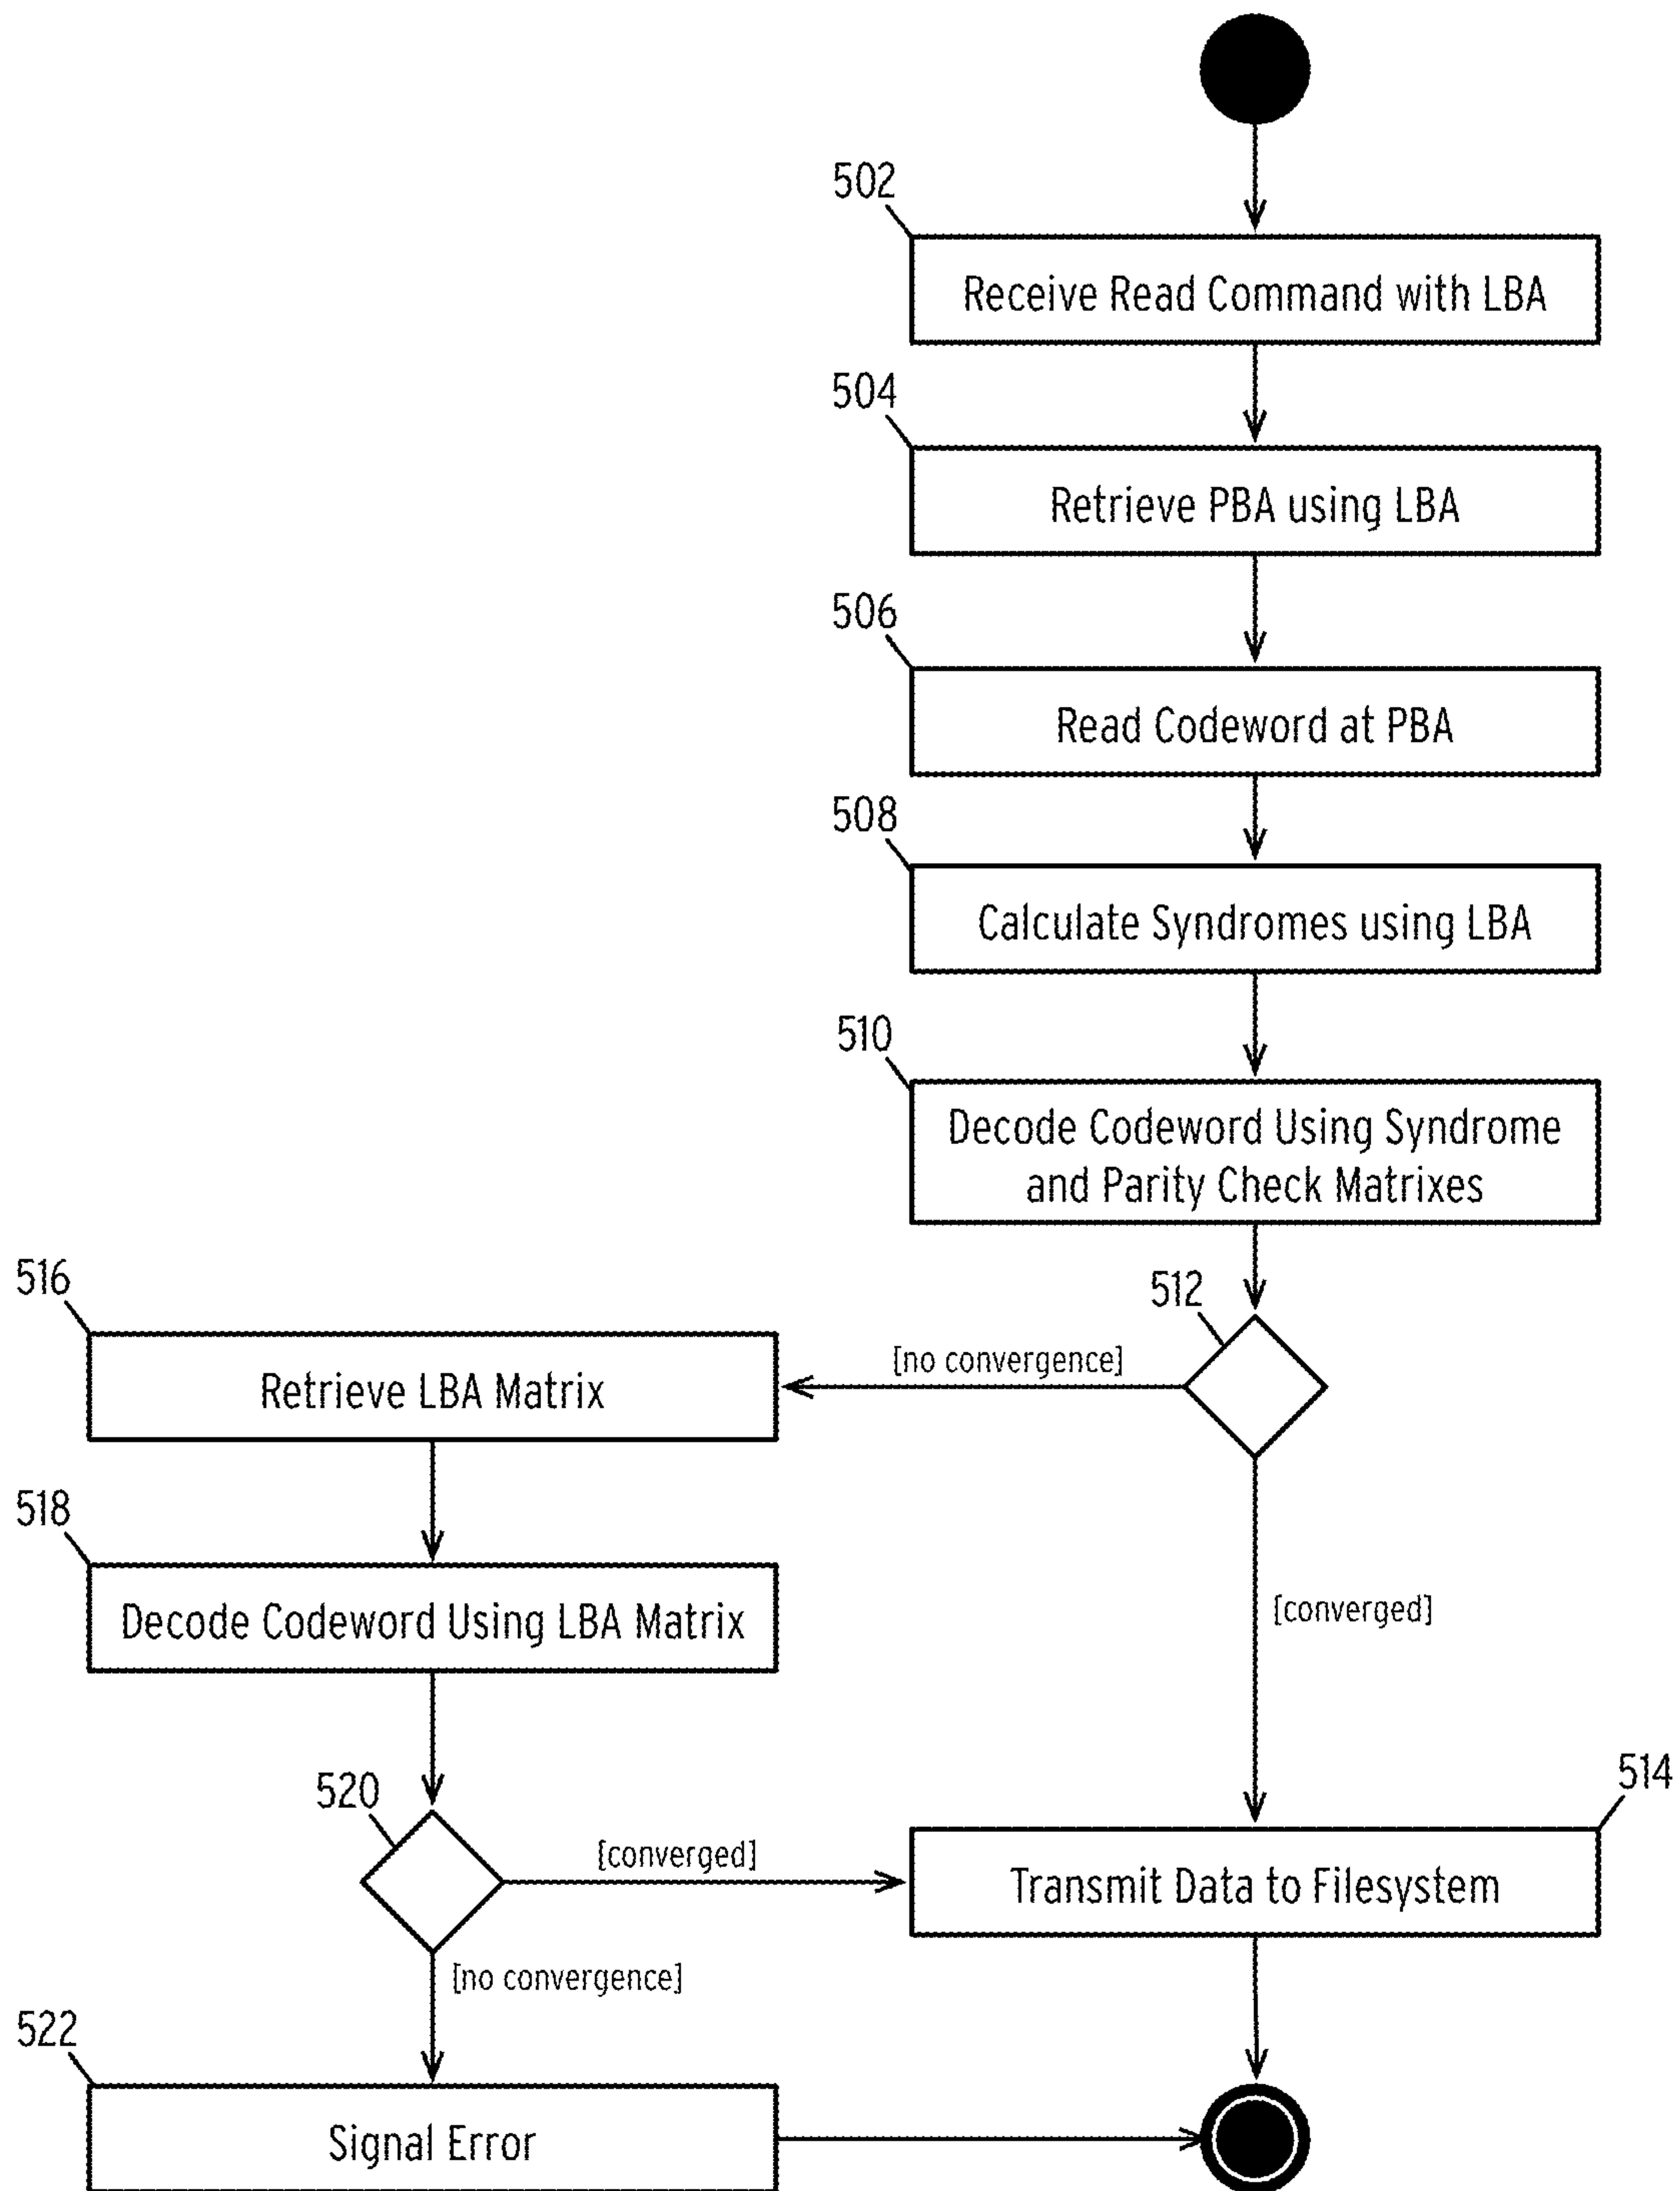 502
Receive Read Command with LBA
504
Retrieve PBA using LBA
506
Read Codeword at PBA
508
Calculate Syndromes using LBA
510
Decode Codeword Using Syndrome
and Parity Check Matrixes
512
[no convergence]
516
Retrieve LBA Matrix
518
Decode Codeword Using LBA Matrix
[converged]
520
[converged]
514
Transmit Data to Filesystem
[no convergence]
522
Signal Error